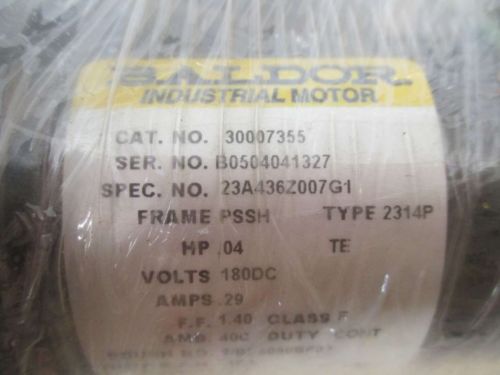 BALDOR
INDUSTRIAL MOTOR
CAT. NO. 30007355
SER. NO. B0504041327
SPEC. NO. 23A436Z007G1
FRAME PSSH TYPE 2314P
HP .04 TE
VOLTS 180DC
AMPS .29
F.F. 1.40 CLASS F
AMB. 40C DUTY CONT